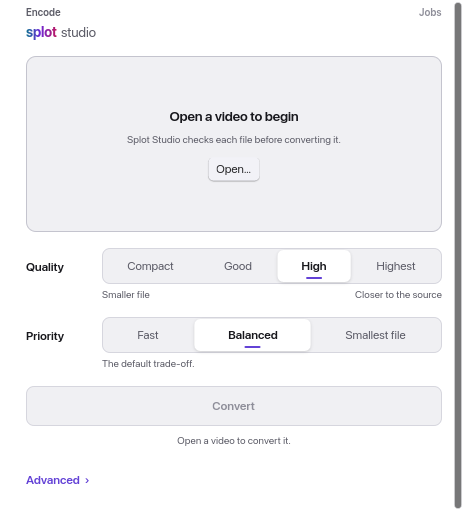 Encode
Jobs
splot studio
Open a video to begin
Splot Studio checks each file before converting it.
Open...
Quality
Compact
Good
High
Highest
Smaller file
Closer to the source
Priority
Fast
Balanced
Smallest file
The default trade-off.
Convert
Open a video to convert it.
Advanced ›